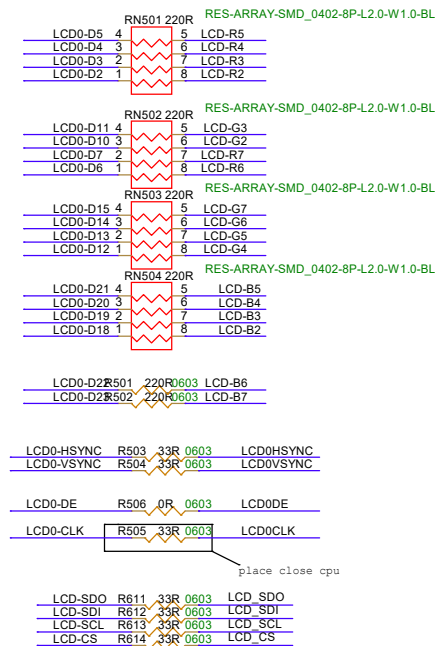 RN501 220R RES-ARRAY-SMD_0402-8P-L2.0-W1.0-BL
LCD0-D5 4 5 LCD-R5
LCD0-D4 3 6 LCD-R4
LCD0-D3 2 7 LCD-R3
LCD0-D2 1 8 LCD-R2
RN502 220R RES-ARRAY-SMD_0402-8P-L2.0-W1.0-BL
LCD0-D11 4 5 LCD-G3
LCD0-D10 3 6 LCD-G2
LCD0-D7 2 7 LCD-R7
LCD0-D6 1 8 LCD-R6
RN503 220R RES-ARRAY-SMD_0402-8P-L2.0-W1.0-BL
LCD0-D15 4 5 LCD-G7
LCD0-D14 3 6 LCD-G6
LCD0-D13 2 7 LCD-G5
LCD0-D12 1 8 LCD-G4
RN504 220R RES-ARRAY-SMD_0402-8P-L2.0-W1.0-BL
LCD0-D21 4 5 LCD-B5
LCD0-D20 3 6 LCD-B4
LCD0-D19 2 7 LCD-B3
LCD0-D18 1 8 LCD-B2
LCD0-D22 R501 220R 0603 LCD-B6
LCD0-D23 R502 220R 0603 LCD-B7
LCD0-HSYNC R503 33R 0603 LCD0HSYNC
LCD0-VSYNC R504 33R 0603 LCD0VSYNC
LCD0-DE R506 0R 0603 LCD0DE
LCD0-CLK R505 33R 0603 LCD0CLK
place close cpu
LCD-SDO R611 33R 0603 LCD_SDO
LCD-SDI R612 33R 0603 LCD_SDI
LCD-SCL R613 33R 0603 LCD_SCL
LCD-CS R614 33R 0603 LCD_CS